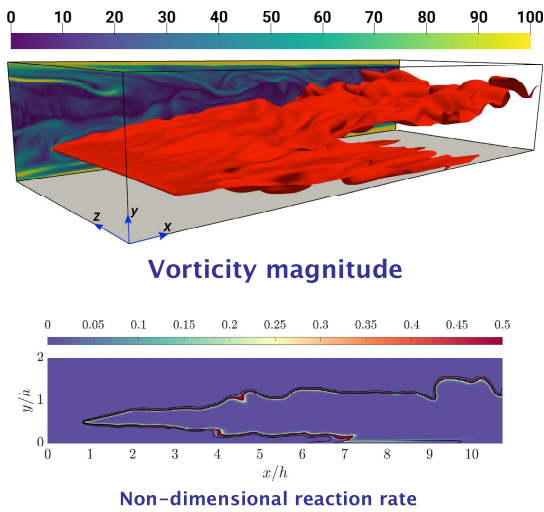 0 10 20 30 40 50 60 70 80 90 100
z y x
Vorticity magnitude
0 0.05 0.1 0.15 0.2 0.25 0.3 0.35 0.4 0.45 0.5
2
y/h
1
0
0 1 2 3 4 5 6 7 8 9 10
x/h
Non-dimensional reaction rate